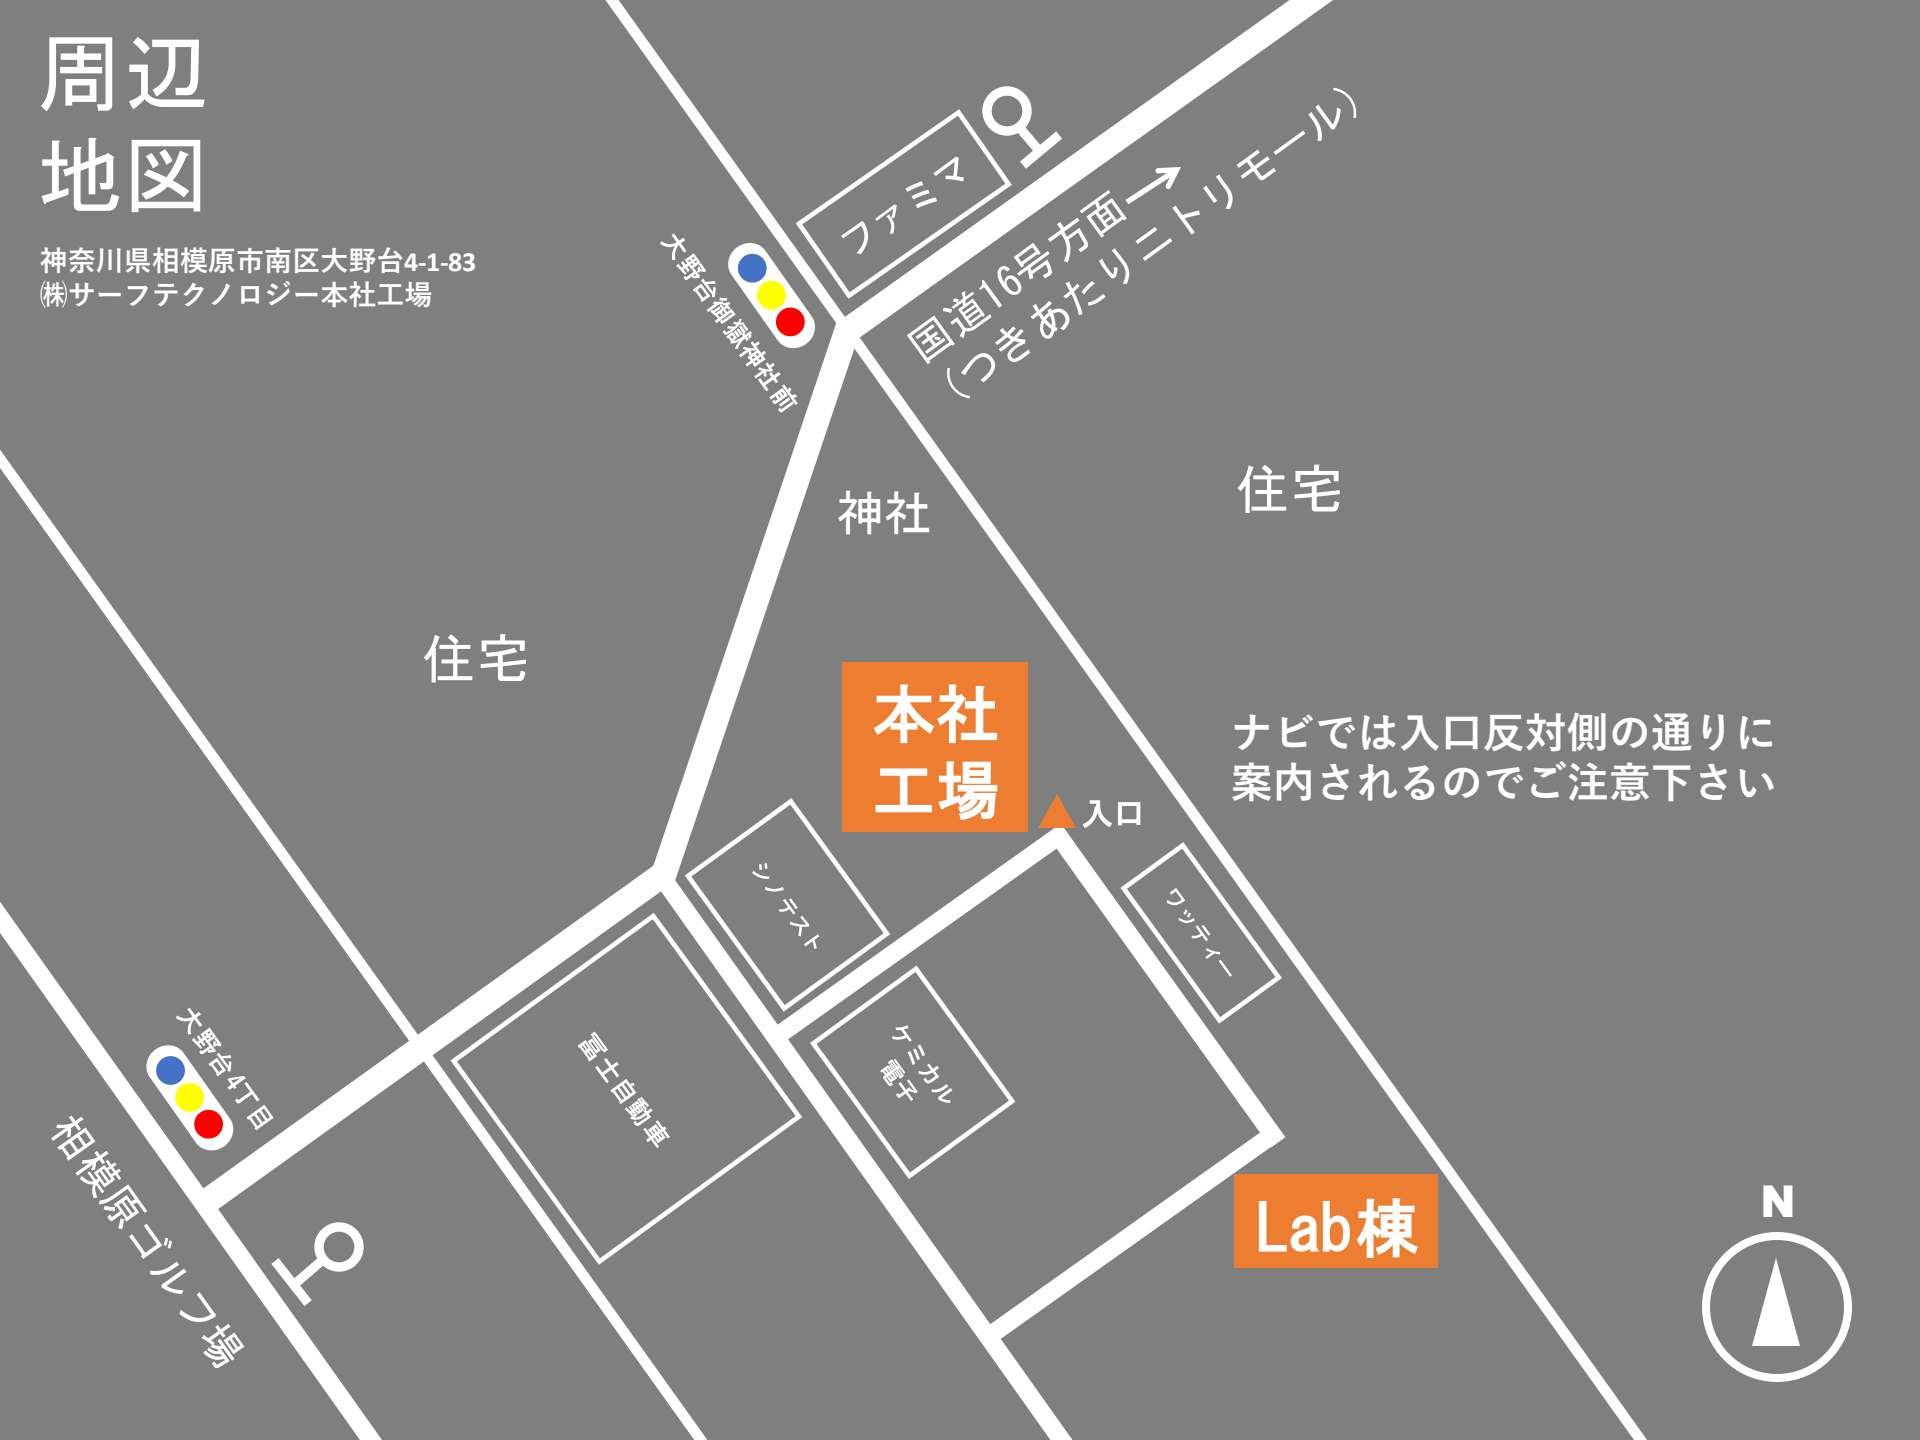 周辺
地図
神奈川県相模原市南区大野台4-1-83
㈱サーフテクノロジー本社工場
ファミマ
大野台御獄神社前
国道16号方面→
（つきあたりニトリモール）
神社
住宅
住宅
本社
工場
入口
ナビでは入口反対側の通りに
案内されるのでご注意下さい
シノテスト
ワッティー
冨士自動車
ケミカル
電子
大野台4丁目
相模原ゴルフ場
Lab棟
N